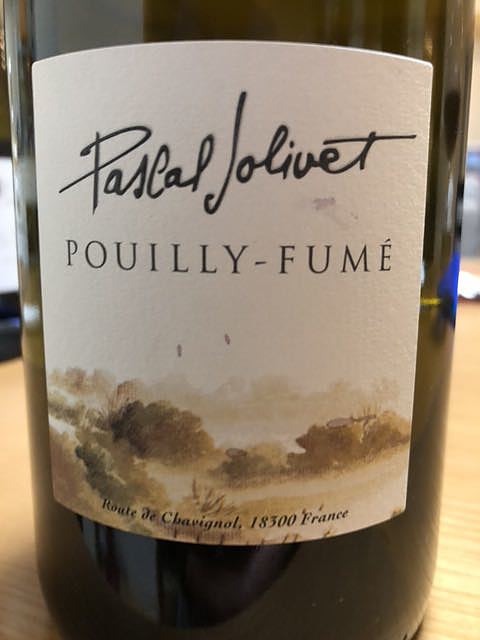 Pascal Jolivet
POUILLY-FUMÉ
Route de Chavignol, 18300 France